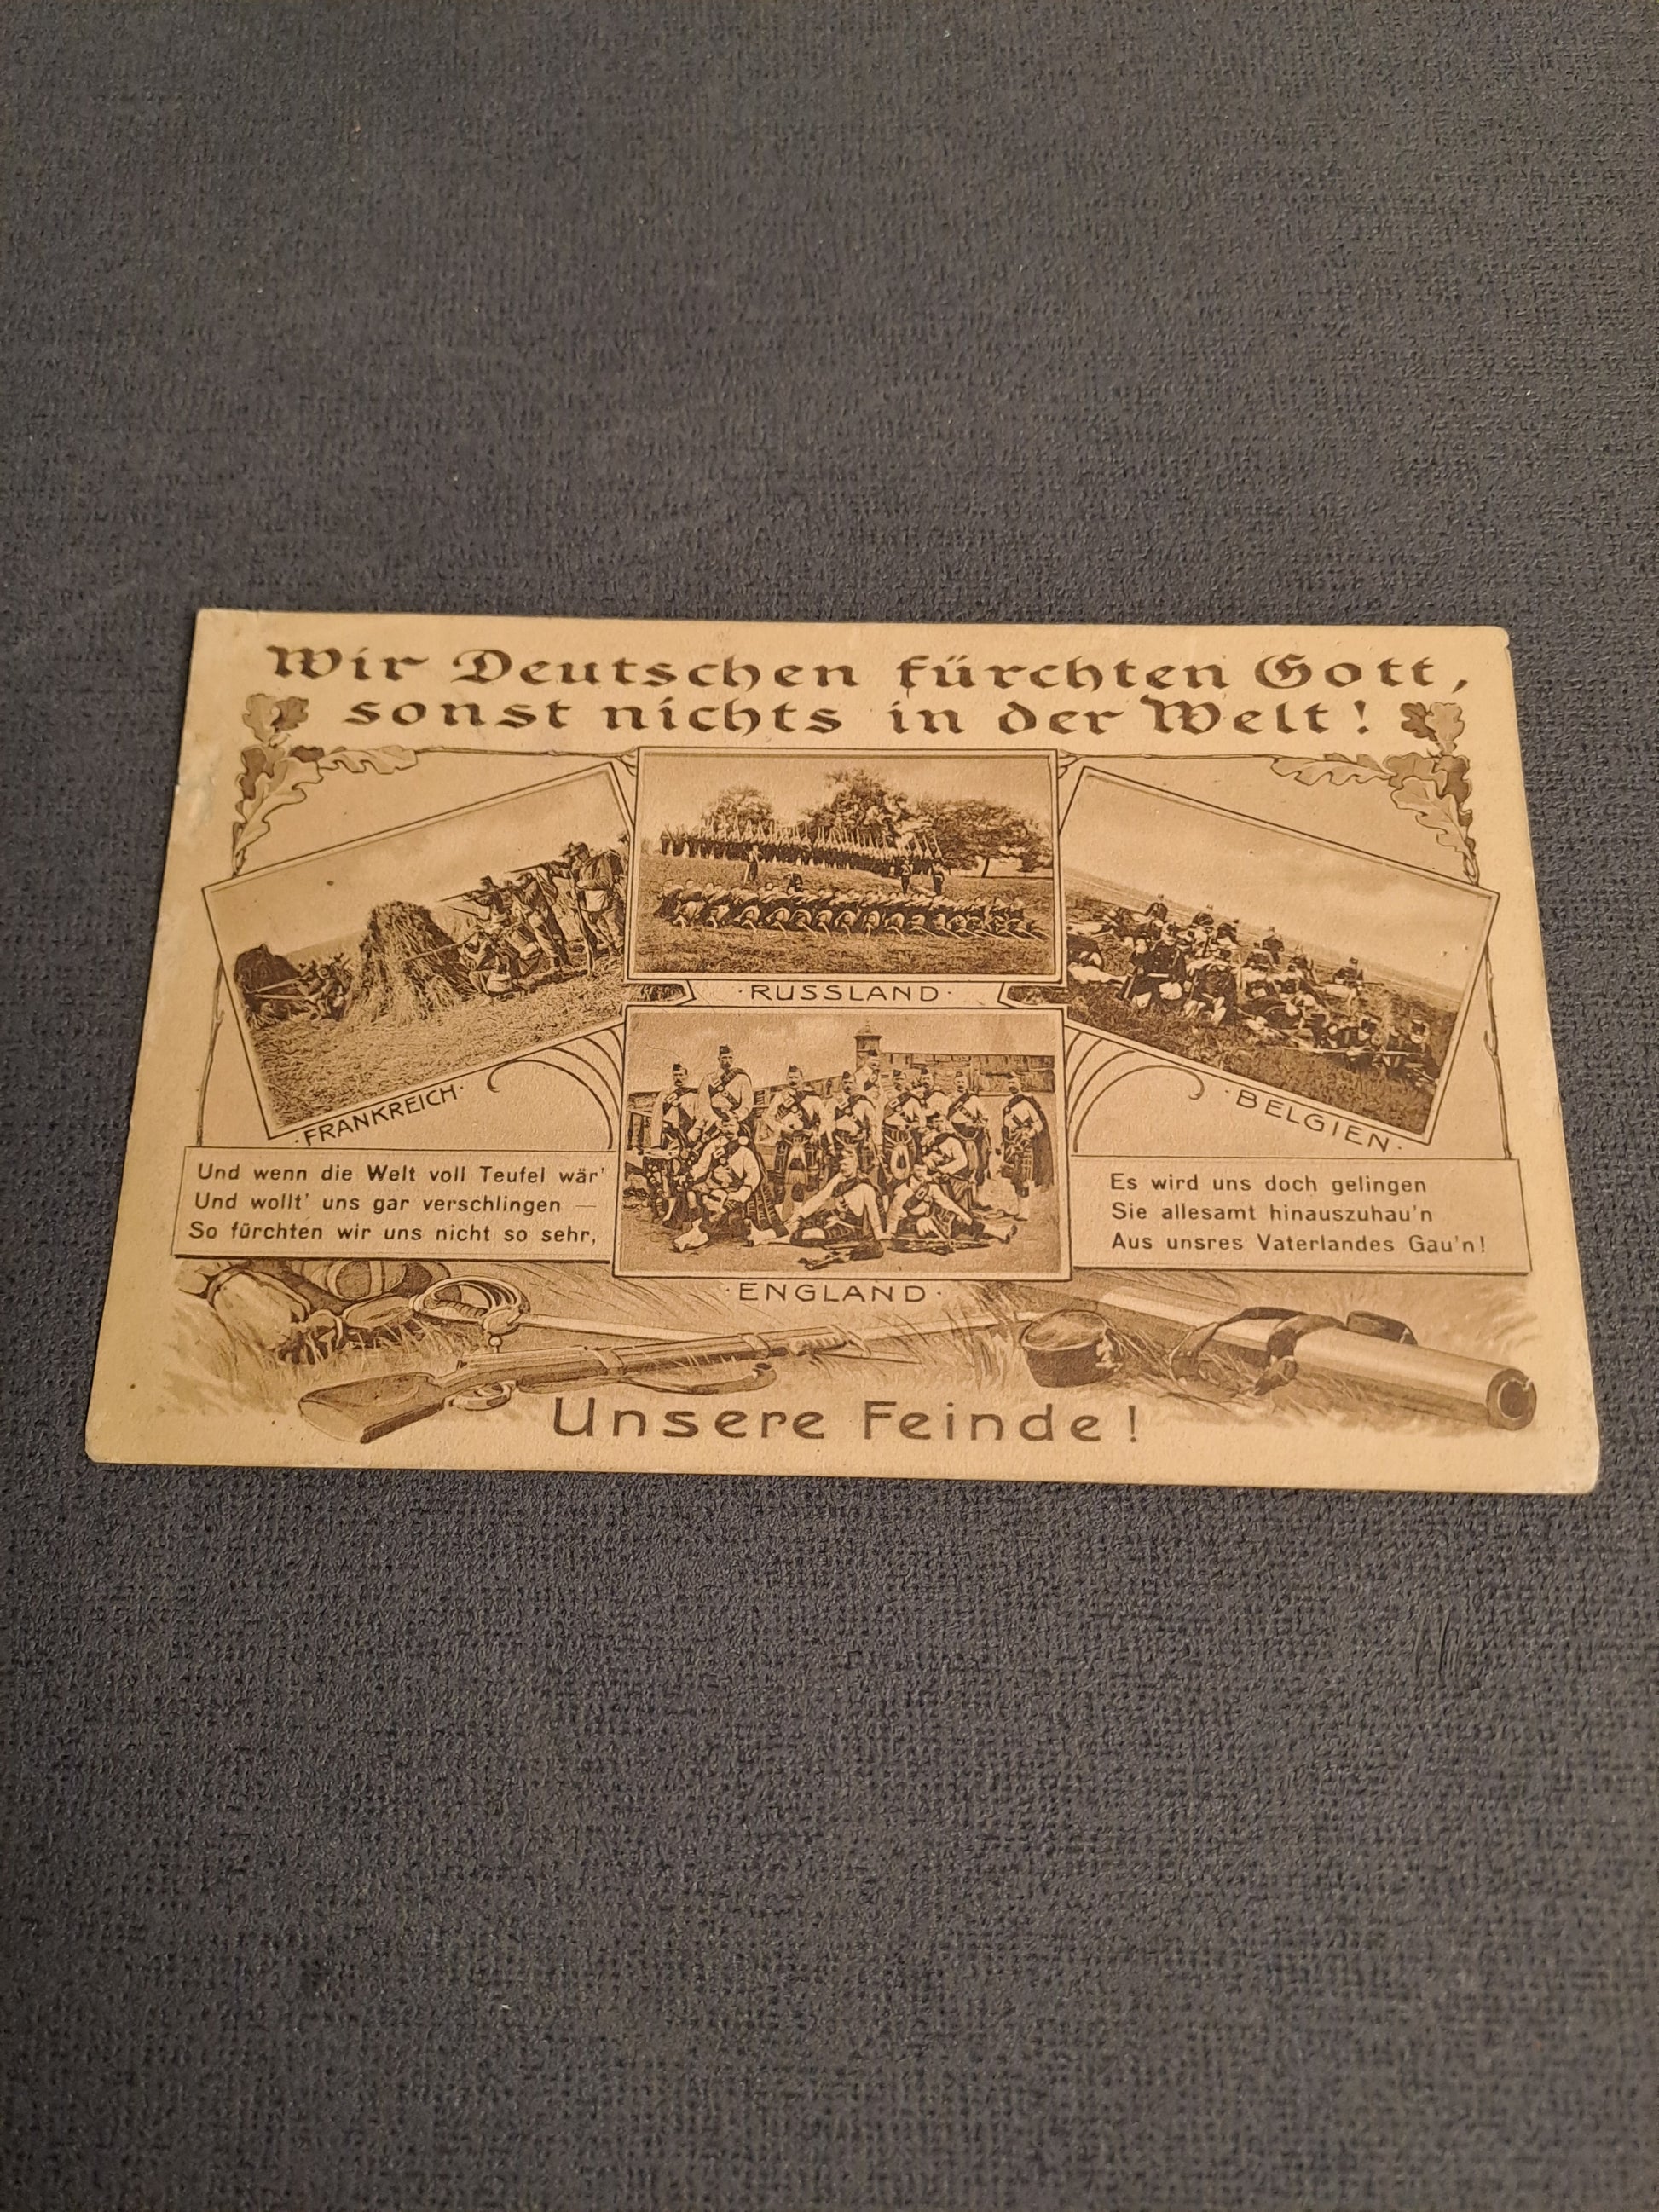 Wir Deutschen fürchten Gott,
sonst nichts in der Welt!
·RUSSLAND·
·FRANKREICH·
·BELGIEN·
Und wenn die Welt voll Teufel wär'
Und wollt' uns gar verschlingen —
So fürchten wir uns nicht so sehr,
Es wird uns doch gelingen
Sie allesamt hinauszuhau'n
Aus unsres Vaterlandes Gau'n!
·ENGLAND·
Unsere Feinde!